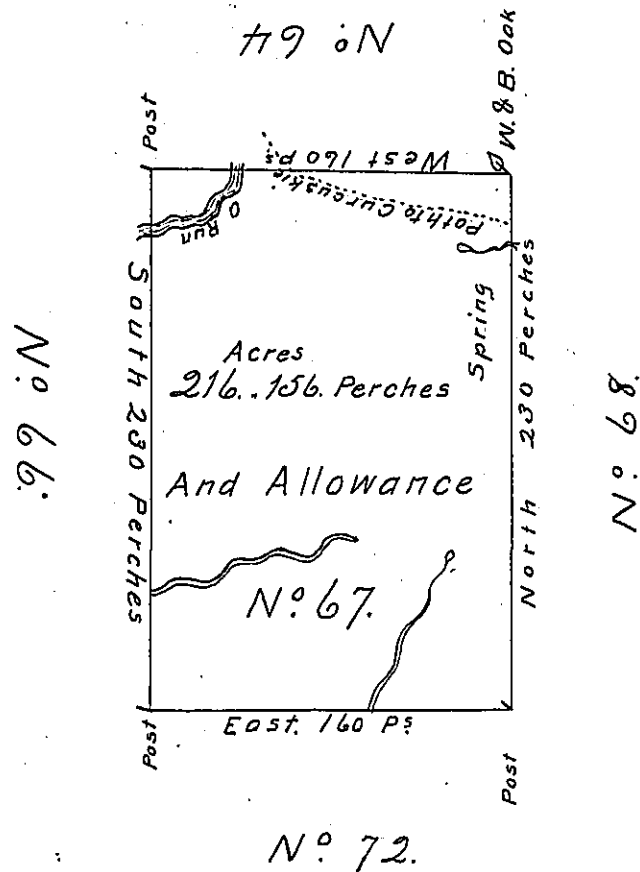 No 64
W. & B. Oak
Post
West 160 ps
Path to Curcuskie
O
Run
South 230 Perches
Spring
North 230 Perches
No 66.
No 68.
Acres
216..156. Perches
And Allowance
No 67.
East. 160 Ps
Post
Post
No 72.